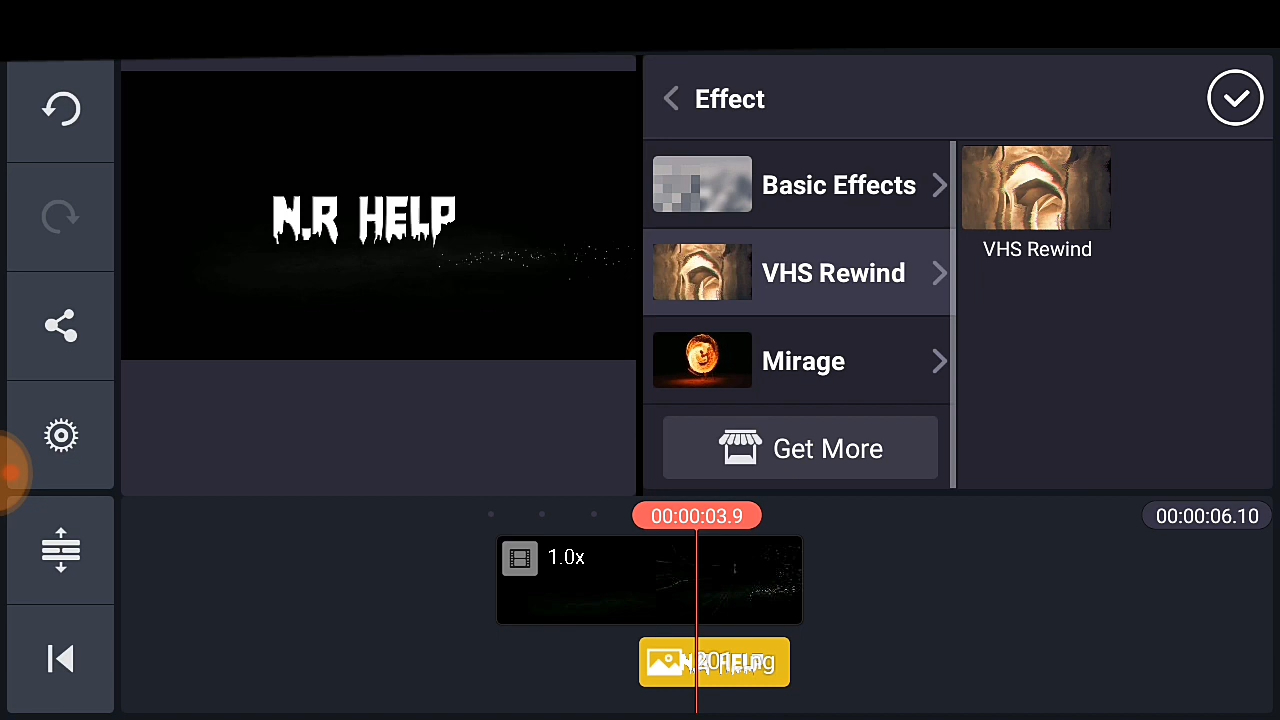 N.R HELP
Effect
Basic Effects
VHS Rewind
Mirage
Get More
VHS Rewind
00:00:03.9
00:00:06.10
1.0x
N.R HELP